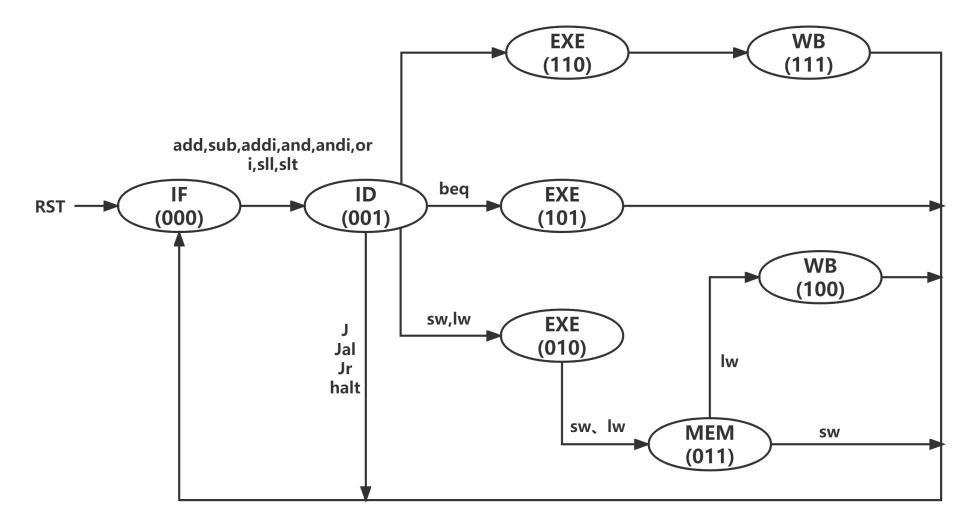 EXE
(110)
WB
(111)
add,sub,addi,and,andi,or
i,sll,slt
RST
IF
(000)
ID
(001)
beq
EXE
(101)
WB
(100)
sw,lw
EXE
(010)
J
Jal
Jr
halt
lw
sw、lw
MEM
(011)
sw